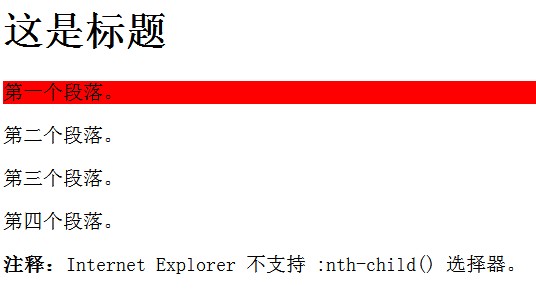 这是标题
第一个段落。
第二个段落。
第三个段落。
第四个段落。
注释：Internet Explorer 不支持 :nth-child() 选择器。